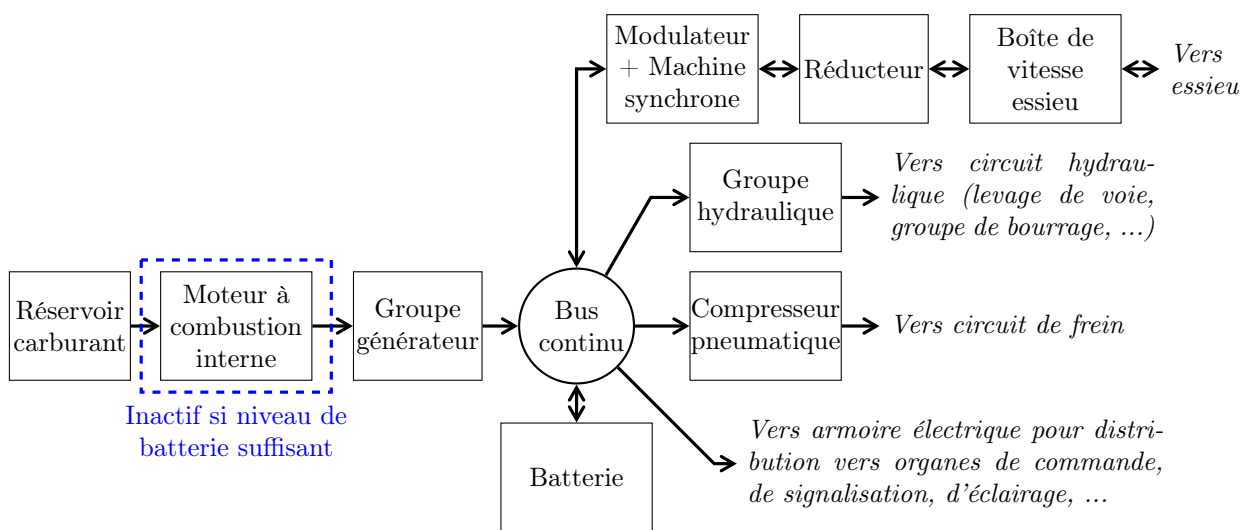 Modulateur
+ Machine
synchrone
Réducteur
Boîte de
vitesse
essieu
Vers
essieu
Groupe
hydraulique
Vers circuit hydrau-
lique (levage de voie,
groupe de bourrage, ...)
Réservoir
carburant
Moteur à
combustion
interne
Groupe
générateur
Bus
continu
Compresseur
pneumatique
Vers circuit de frein
Inactif si niveau de
batterie suffisant
Batterie
Vers armoire électrique pour distri-
bution vers organes de commande,
de signalisation, d'éclairage, ...